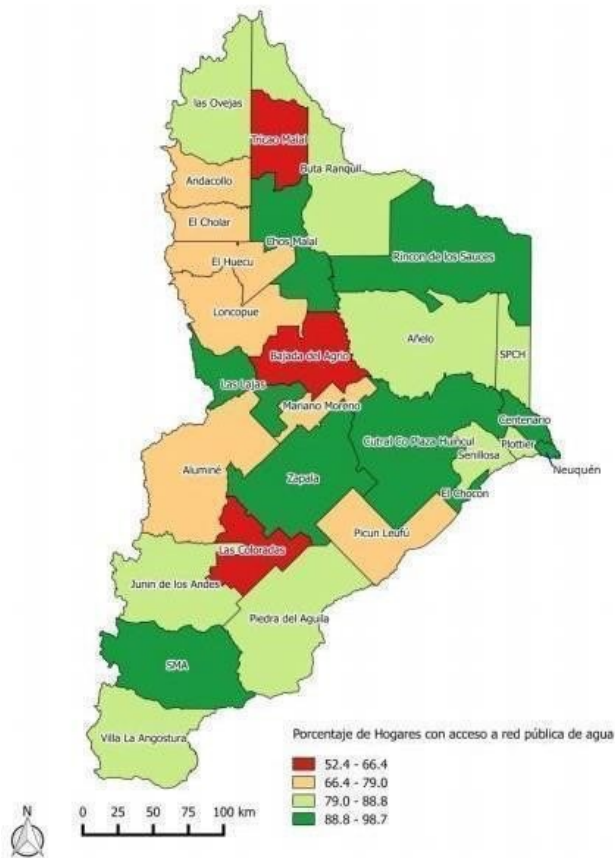 las Ovejas
Tricao Malal
Buta Ranquil
Andacollo
El Cholar
Chos Malal
El Huecu
Rincon de los Sauces
Loncopue
Añelo
SPCH
Bajada del Agrio
Las Lajas
Mariano Moreno
Centenario
Cutral Co Plaza Huincul
Plottier
Senillosa
Neuquén
Aluminé
Zapala
El Chocon
Picun Leufú
Las Coloradas
Junin de los Andes
Piedra del Aguila
SMA
Villa La Angostura
Porcentaje de Hogares con acceso a red pública de agua
52.4 - 66.4
66.4 - 79.0
79.0 - 88.8
88.8 - 98.7
N
0 25 50 75 100 km